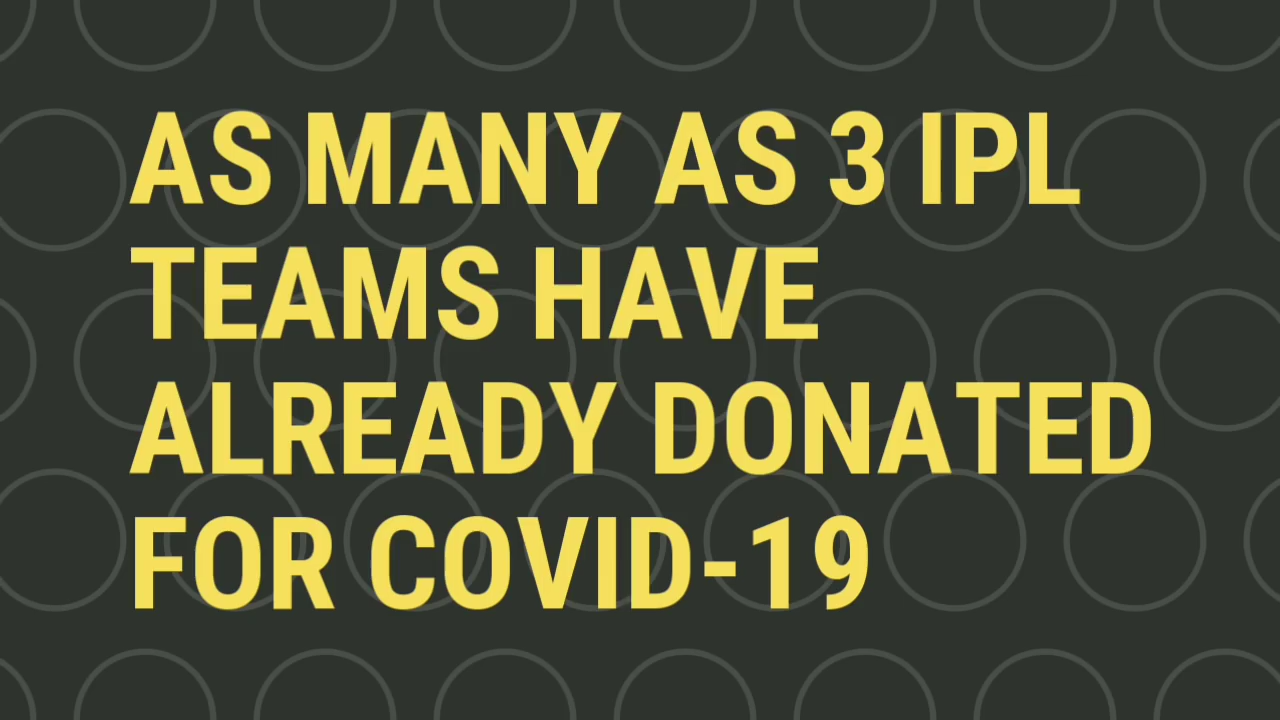 AS MANY AS 3 IPL
TEAMS HAVE
ALREADY DONATED
FOR COVID-19